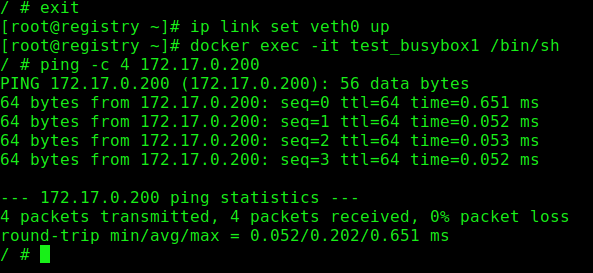 / # exit
[root@registry ~]# ip link set veth0 up
[root@registry ~]# docker exec -it test_busybox1 /bin/sh
/ # ping -c 4 172.17.0.200
PING 172.17.0.200 (172.17.0.200): 56 data bytes
64 bytes from 172.17.0.200: seq=0 ttl=64 time=0.651 ms
64 bytes from 172.17.0.200: seq=1 ttl=64 time=0.052 ms
64 bytes from 172.17.0.200: seq=2 ttl=64 time=0.053 ms
64 bytes from 172.17.0.200: seq=3 ttl=64 time=0.052 ms

--- 172.17.0.200 ping statistics ---
4 packets transmitted, 4 packets received, 0% packet loss
round-trip min/avg/max = 0.052/0.202/0.651 ms
/ #